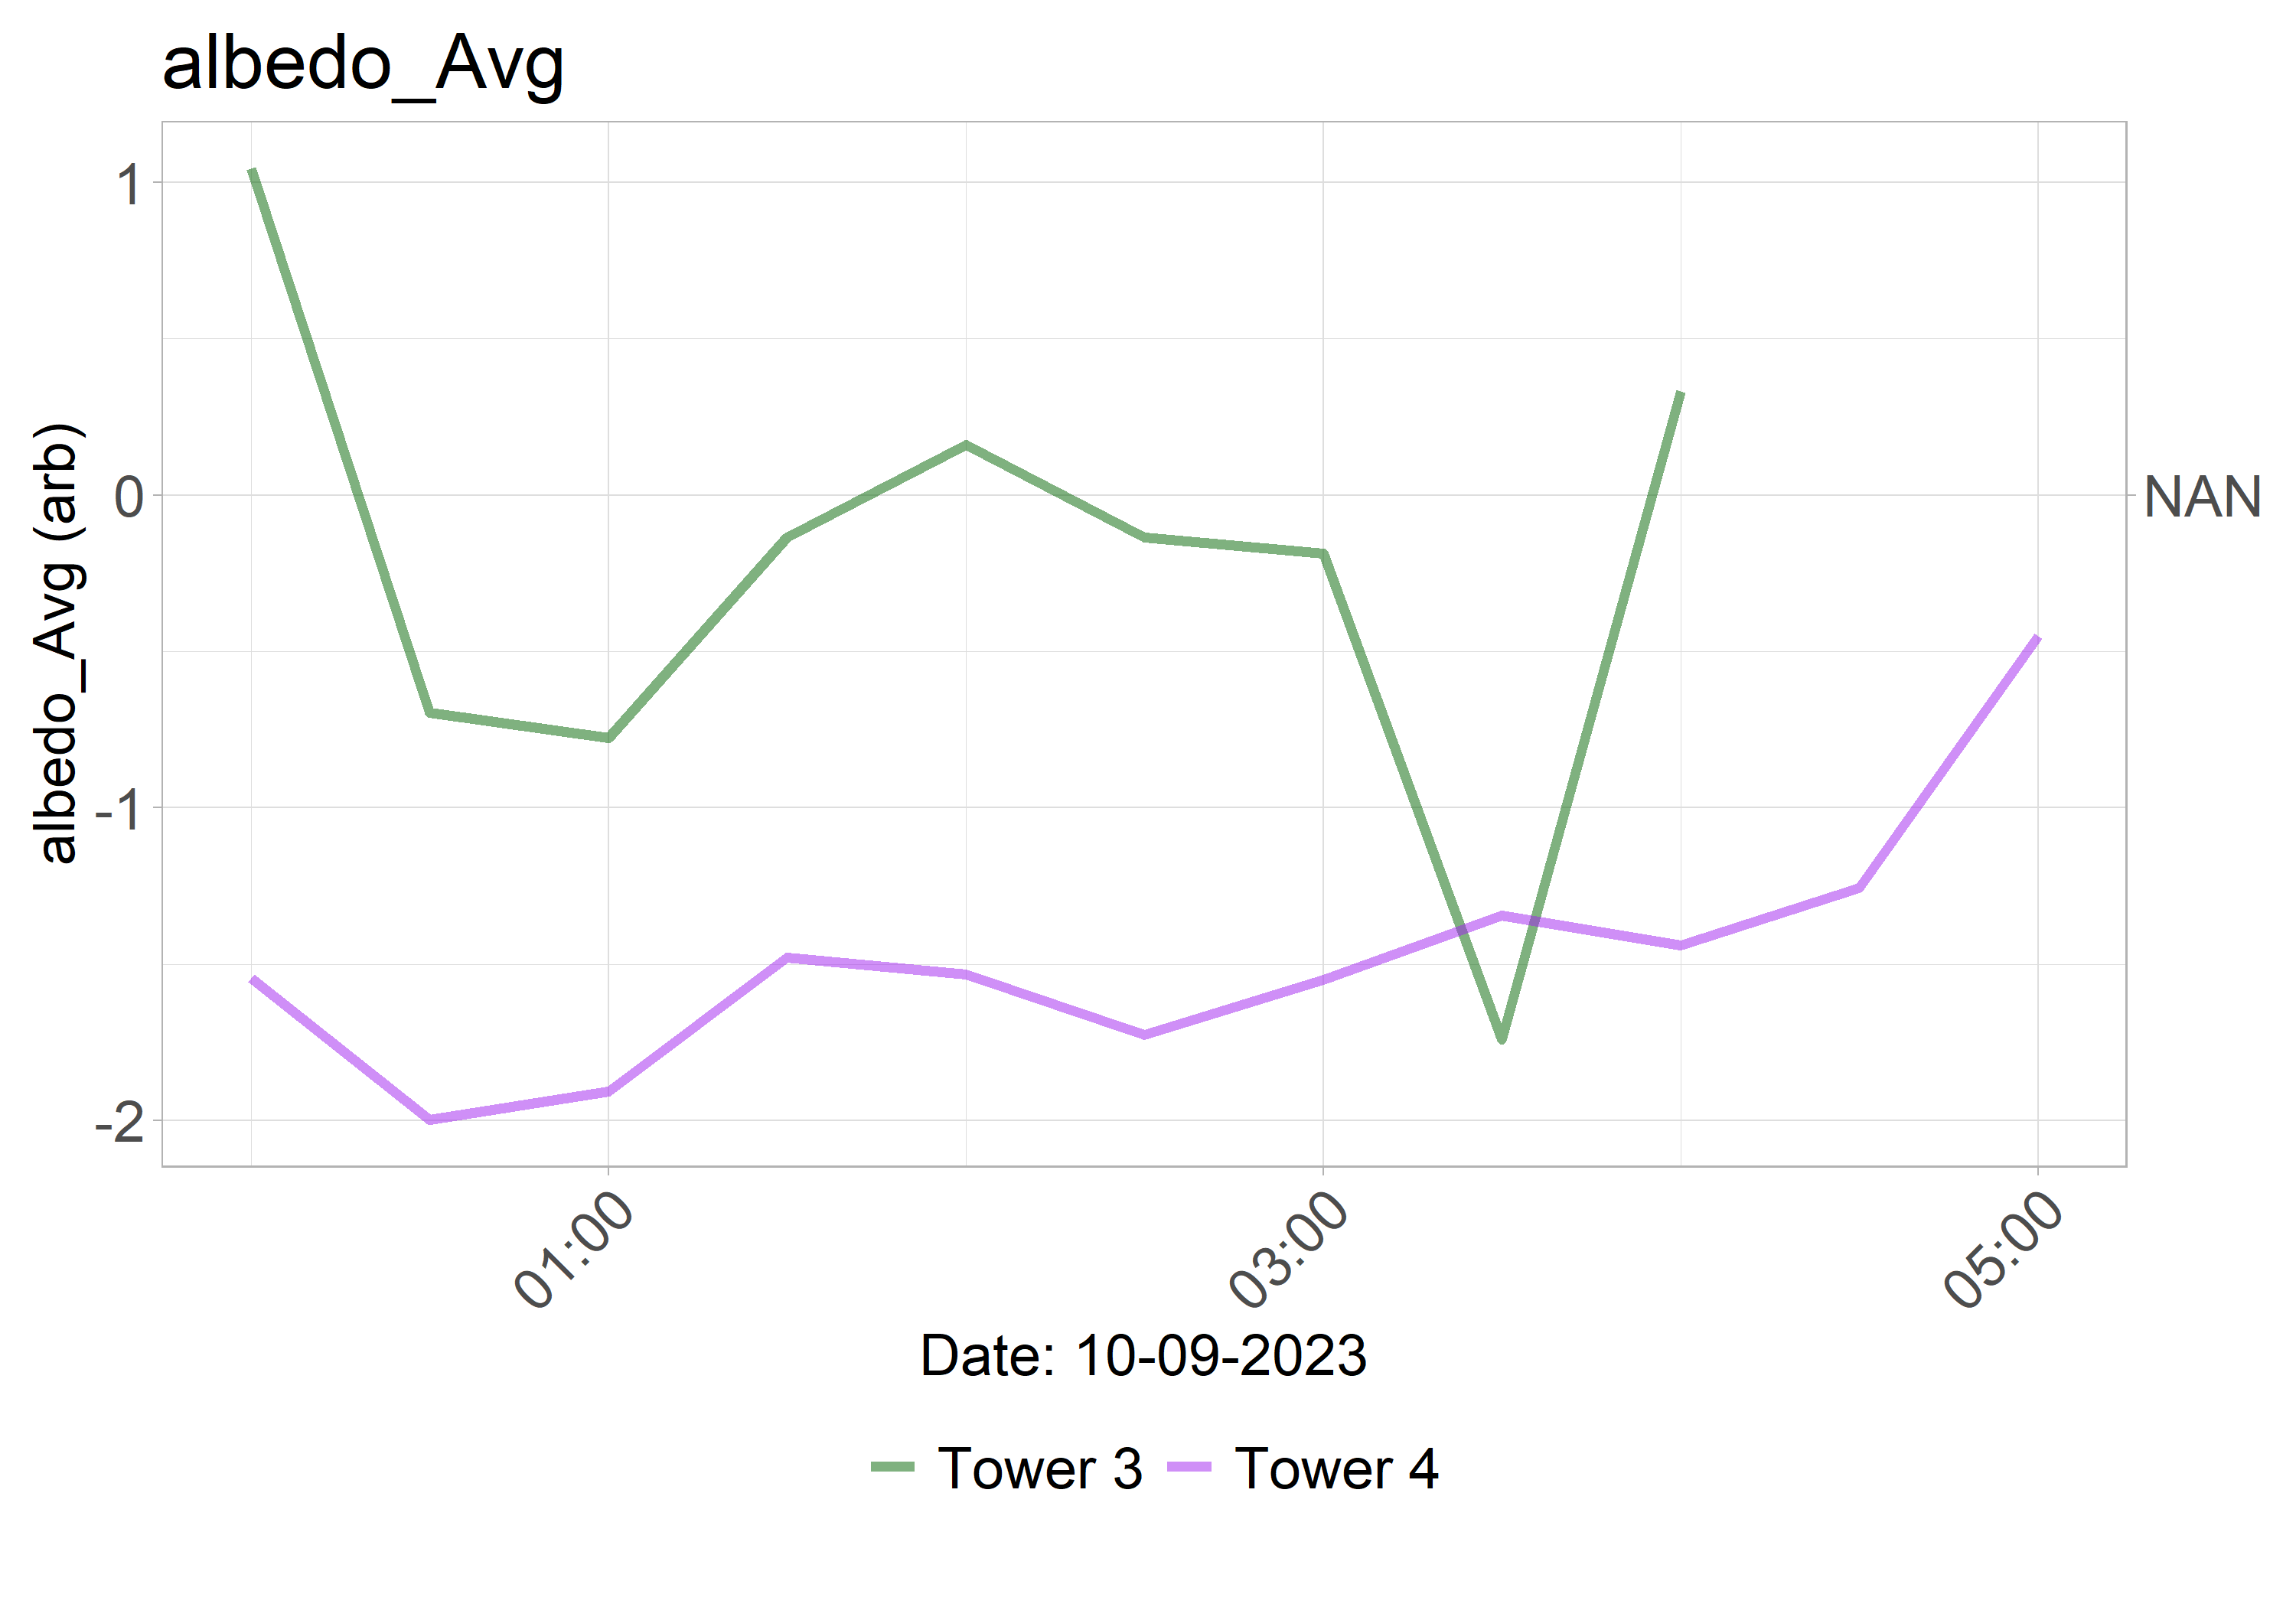 albedo_Avg
albedo_Avg (arb)
1
0
-1
-2
NAN
01:00
03:00
05:00
Date: 10-09-2023
Tower 3
Tower 4